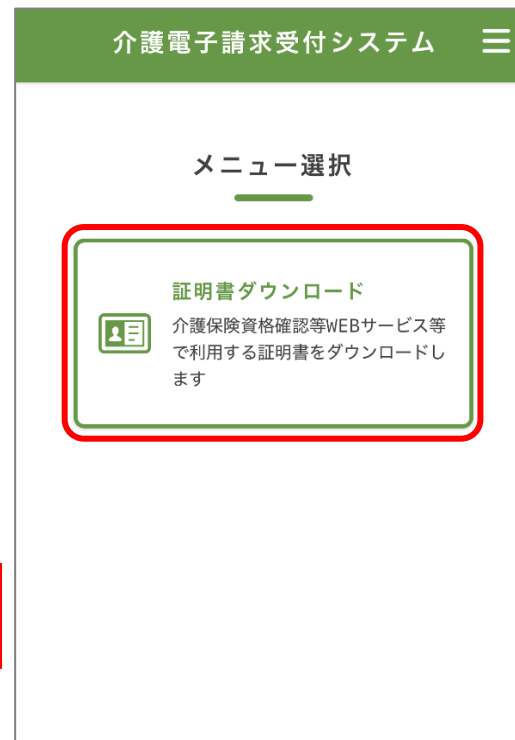 介護電子請求受付システム
メニュー選択
証明書ダウンロード
介護保険資格確認等WEBサービス等
で利用する証明書をダウンロードし
ます